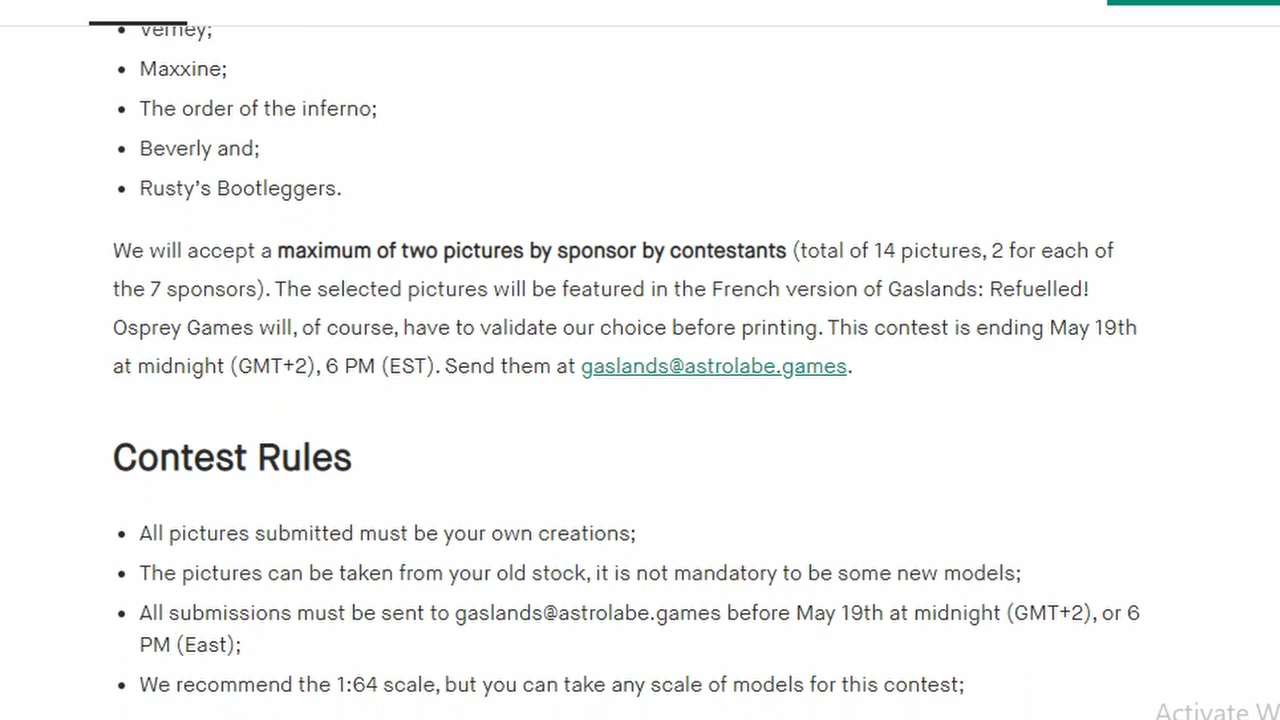 Verney;
Maxxine;
The order of the inferno;
Beverly and;
Rusty's Bootleggers.
We will accept a maximum of two pictures by sponsor by contestants (total of 14 pictures, 2 for each of
the 7 sponsors). The selected pictures will be featured in the French version of Gaslands: Refuelled!
Osprey Games will, of course, have to validate our choice before printing. This contest is ending May 19th
at midnight (GMT+2), 6 PM (EST). Send them at gaslands@astrolabe.games.
Contest Rules
All pictures submitted must be your own creations;
The pictures can be taken from your old stock, it is not mandatory to be some new models;
All submissions must be sent to gaslands@astrolabe.games before May 19th at midnight (GMT+2), or 6
PM (East);
We recommend the 1:64 scale, but you can take any scale of models for this contest;
Activate W